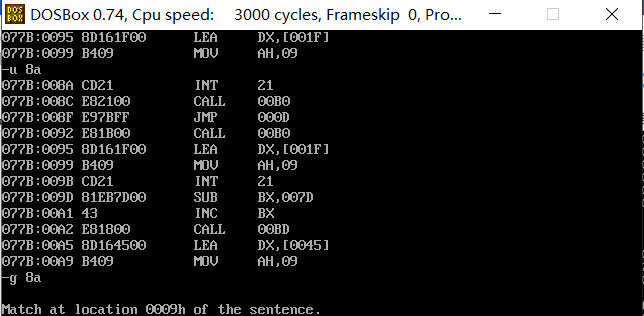 DOSBox 0.74, Cpu speed: 3000 cycles, Frameskip 0, Pro...
077B:0095 8D161F00 LEA DX,[001F]
077B:0099 B409 MOV AH,09
-u 8a
077B:008A CD21 INT 21
077B:008C E82100 CALL 00B0
077B:008F E97BFF JMP 000D
077B:0092 E81B00 CALL 00B0
077B:0095 8D161F00 LEA DX,[001F]
077B:0099 B409 MOV AH,09
077B:009B CD21 INT 21
077B:009D 81EB7D00 SUB BX,007D
077B:00A1 43 INC BX
077B:00A2 E81800 CALL 00BD
077B:00A5 8D164500 LEA DX,[0045]
077B:00A9 B409 MOV AH,09
-g 8a
Match at location 0009h of the sentence.